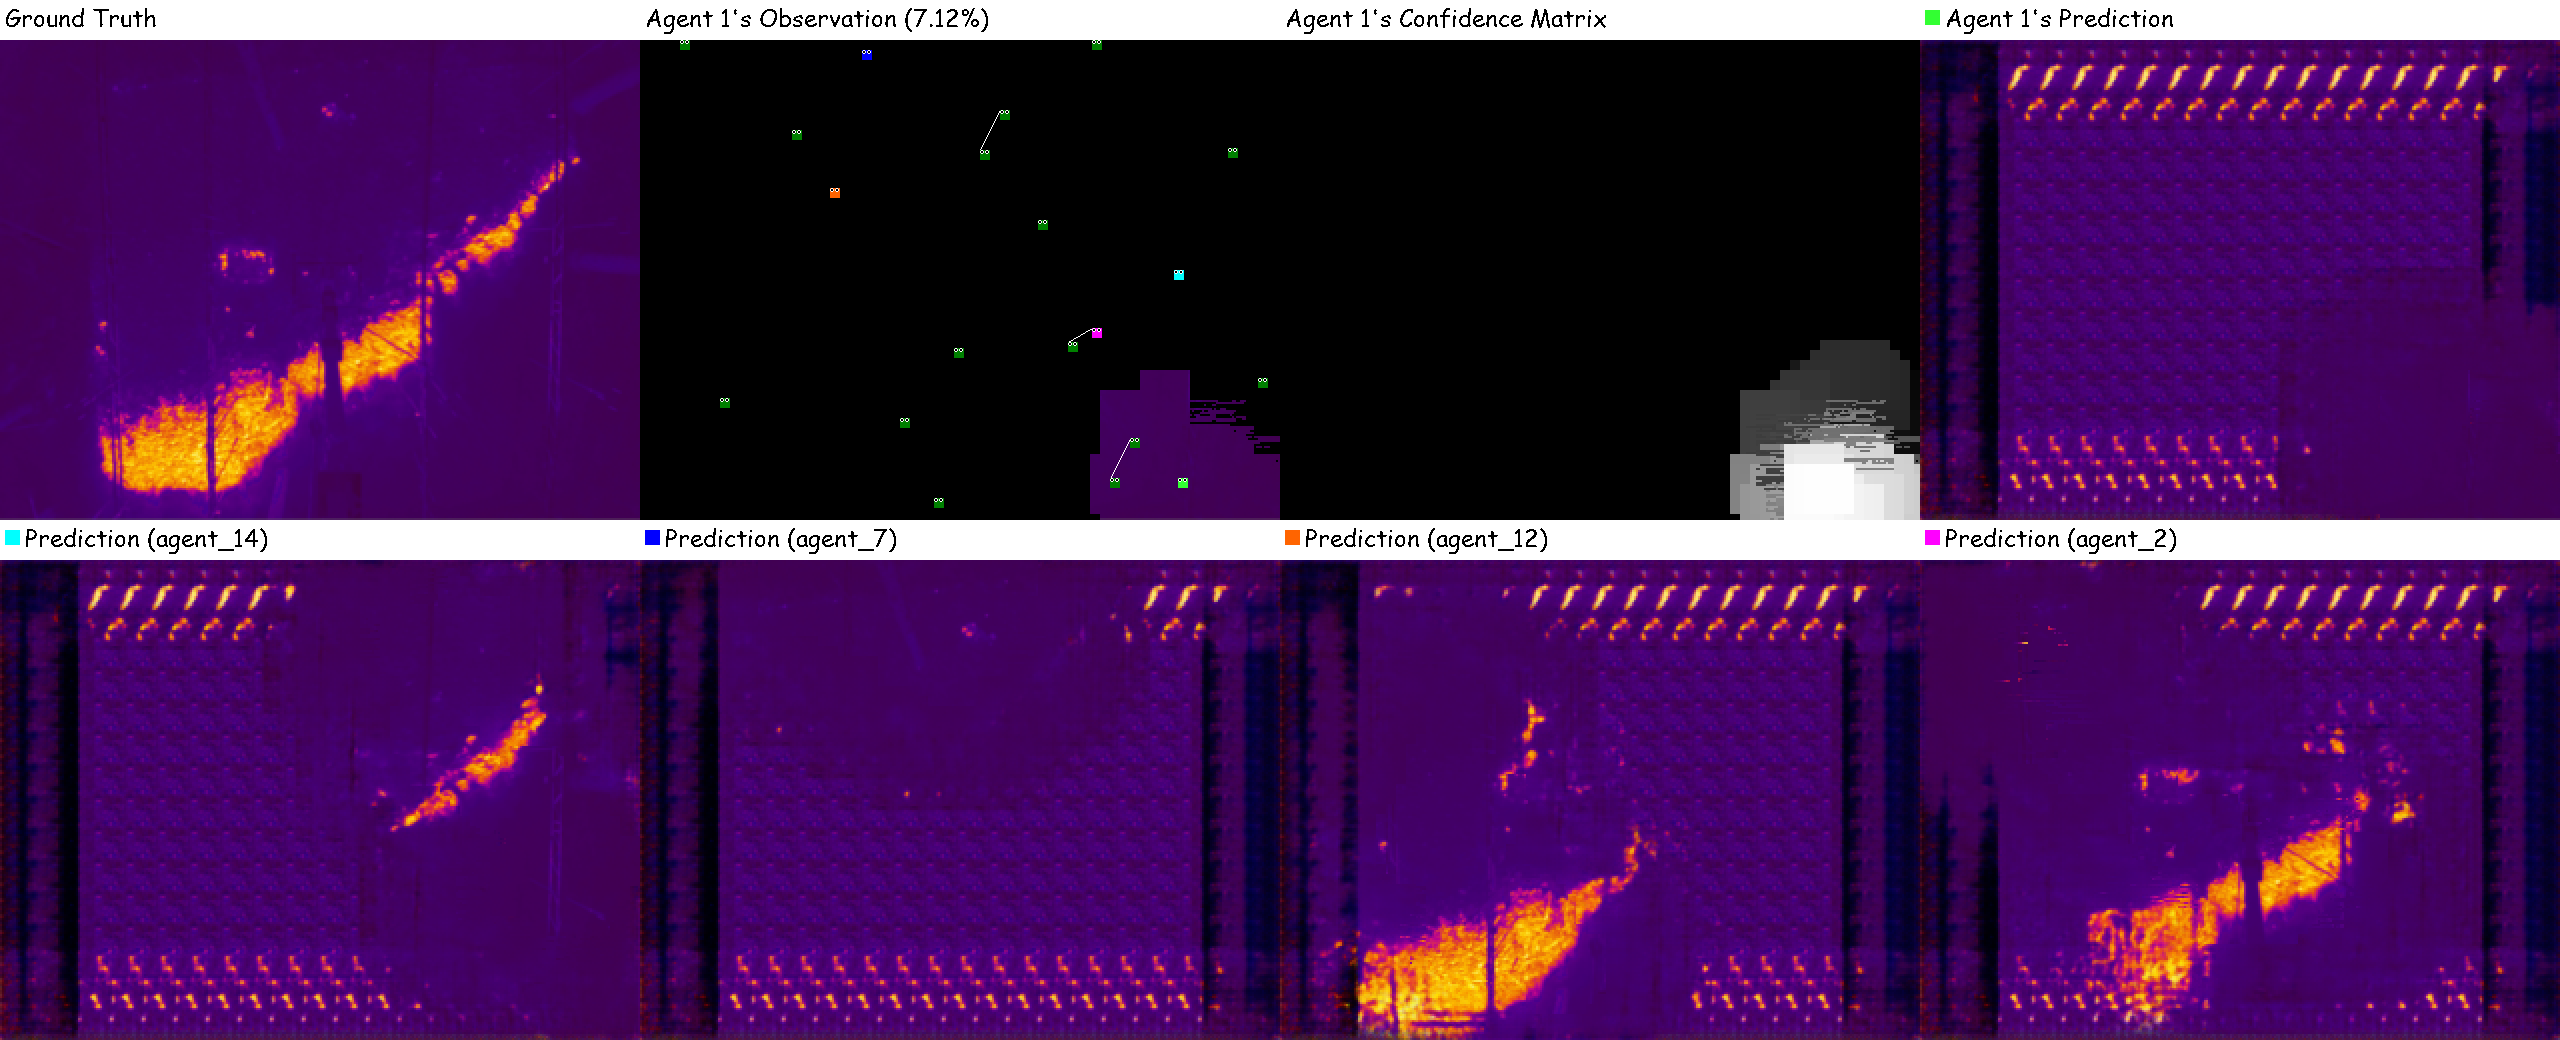 Ground Truth
Agent 1's Observation (7.12%)
Agent 1's Confidence Matrix
Agent 1's Prediction
Prediction (agent_14)
Prediction (agent_7)
Prediction (agent_12)
Prediction (agent_2)